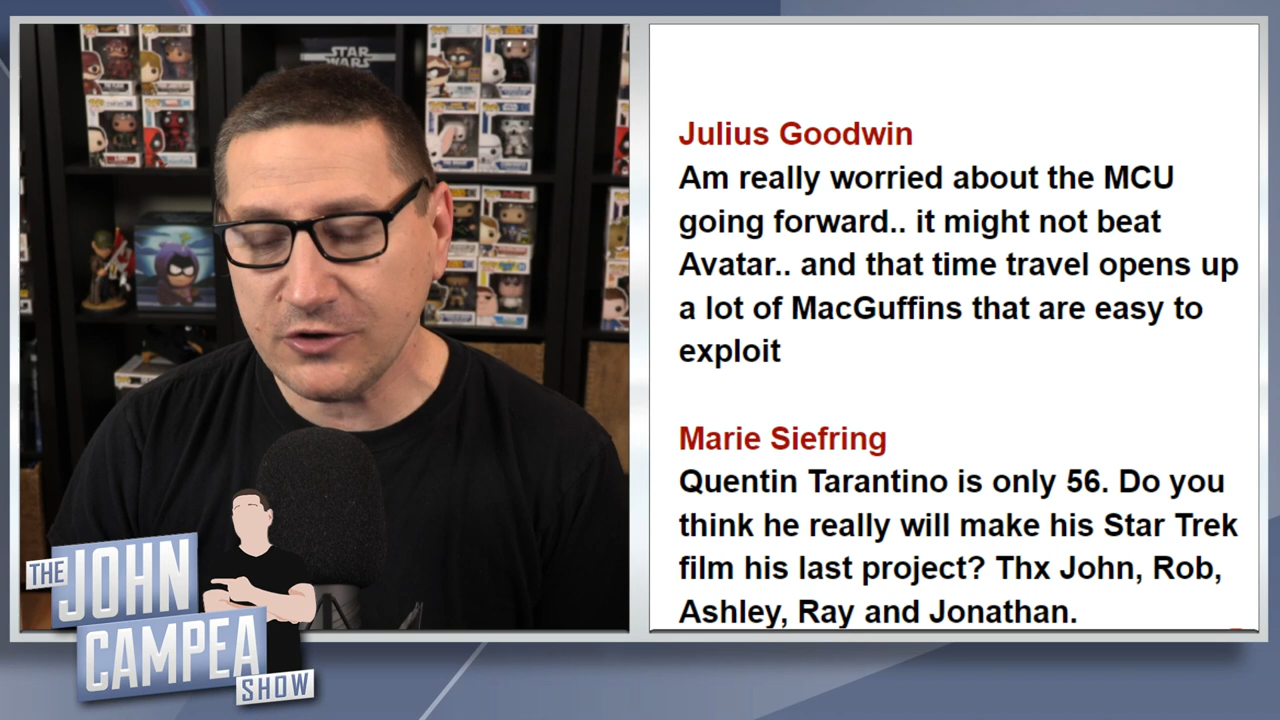 STAR
WARS
Julius Goodwin
Am really worried about the MCU
going forward.. it might not beat
Avatar.. and that time travel opens up
a lot of MacGuffins that are easy to
exploit
Marie Siefring
Quentin Tarantino is only 56. Do you
think he really will make his Star Trek
film his last project? Thx John, Rob,
Ashley, Ray and Jonathan.
THE
JOHN
CAMPEA
SHOW